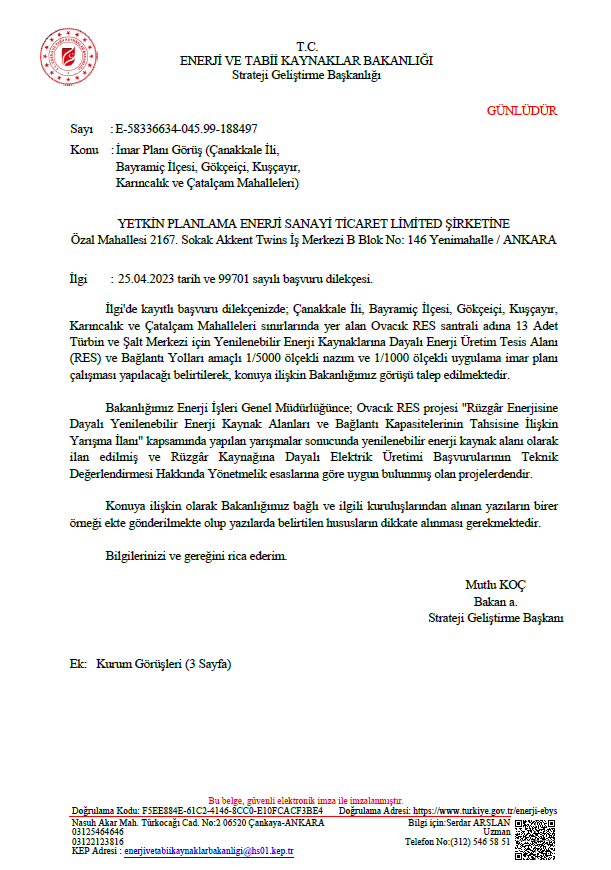 T.C.
ENERJİ VE TABİİ KAYNAKLAR BAKANLIĞI
Strateji Geliştirme Başkanlığı
GÜNLÜDÜR
Sayı : E-58336634-045.99-188497
Konu : İmar Planı Görüş (Çanakkale İli,
Bayramiç İlçesi, Gökçeiçi, Kuşçayır,
Karıncalık ve Çatalçam Mahalleleri)
YETKİN PLANLAMA ENERJİ SANAYİ TİCARET LİMİTED ŞİRKETİNE
Özal Mahallesi 2167. Sokak Akkent Twins İş Merkezi B Blok No: 146 Yenimahalle / ANKARA
İlgi : 25.04.2023 tarih ve 99701 sayılı başvuru dilekçesi.
İlgi'de kayıtlı başvuru dilekçenizde; Çanakkale İli, Bayramiç İlçesi, Gökçeiçi, Kuşçayır,
Karıncalık ve Çatalçam Mahalleleri sınırlarında yer alan Ovacık RES santrali adına 13 Adet
Türbin ve Şalt Merkezi için Yenilenebilir Enerji Kaynaklarına Dayalı Enerji Üretim Tesis Alanı
(RES) ve Bağlantı Yolları amaçlı 1/5000 ölçekli nazım ve 1/1000 ölçekli uygulama imar planı
çalışması yapılacağı belirtilerek, konuya ilişkin Bakanlığımız görüşü talep edilmektedir.
Bakanlığımız Enerji İşleri Genel Müdürlüğünce; Ovacık RES projesi "Rüzgâr Enerjisine
Dayalı Yenilenebilir Enerji Kaynak Alanları ve Bağlantı Kapasitelerinin Tahsisine İlişkin
Yarışma İlanı" kapsamında yapılan yarışmalar sonucunda yenilenebilir enerji kaynak alanı olarak
ilan edilmiş ve Rüzgâr Kaynağına Dayalı Elektrik Üretimi Başvurularının Teknik
Değerlendirmesi Hakkında Yönetmelik esaslarına göre uygun bulunmuş olan projelerdendir.
Konuya ilişkin olarak Bakanlığımız bağlı ve ilgili kuruluşlarından alınan yazıların birer
örneği ekte gönderilmekte olup yazılarda belirtilen hususların dikkate alınması gerekmektedir.
Bilgilerinizi ve gereğini rica ederim.
Mutlu KOÇ
Bakan a.
Strateji Geliştirme Başkanı
Ek: Kurum Görüşleri (3 Sayfa)
Bu belge, güvenli elektronik imza ile imzalanmıştır.
Doğrulama Kodu: F5EE884E-61C2-4146-8CC0-E10FCACF3BE4 Doğrulama Adresi: https://www.turkiye.gov.tr/enerji-ebys
Nasuh Akar Mah. Türkocağı Cad. No:2 06520 Çankaya-ANKARA Bilgi için:Serdar ARSLAN
03125464646 Uzman
03122123816 Telefon No:(312) 546 58 51
KEP Adresi : enerjivetabiikaynaklarbakanligi@hs01.kep.tr